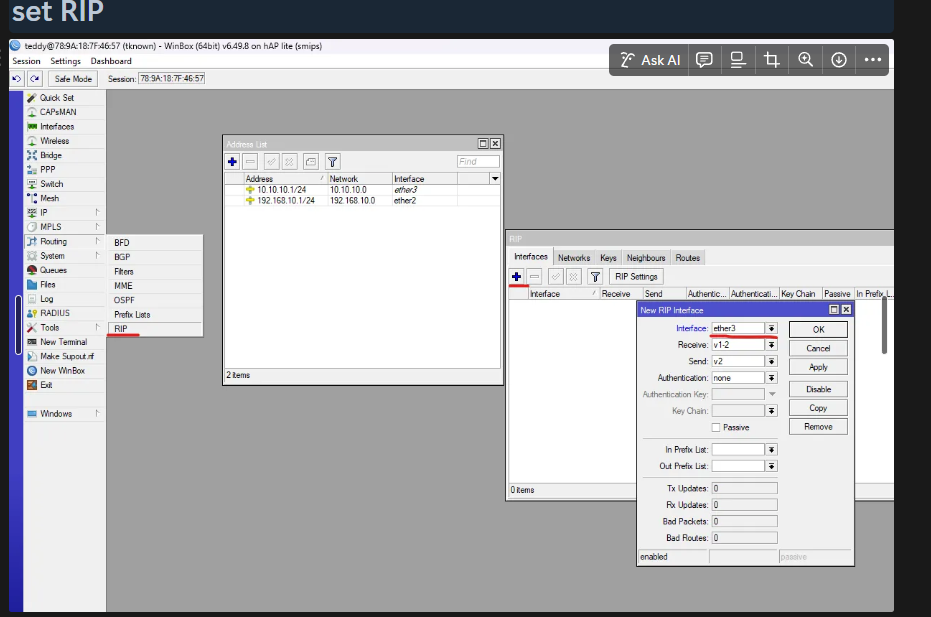 set RIP
teddy@78:9A:18:7F:46:57 (tknown) - WinBox (64bit) v6.49.8 on hAP lite (smips)
Session Settings Dashboard
Ask AI
Safe Mode Session: 78:9A:18:7F:46:57
Quick Set
CAPsMAN
Interfaces
Wireless
Bridge
PPP
Switch
Mesh
IP
MPLS
Routing
System
Queues
Files
Log
RADIUS
Tools
New Terminal
Make Supout.rif
New WinBox
Exit
Windows
BFD
BGP
Filters
MME
OSPF
Prefix Lists
RIP
Address List
Find
Address Network Interface
10.10.10.1/24 10.10.10.0 ether3
192.168.10.1/24 192.168.10.0 ether2
2 items
RIP
Interfaces Networks Keys Neighbours Routes
RIP Settings
Interface Receive Send Authentic... Authenticati... Key Chain Passive In Prefix L...
0 items
New RIP Interface
Interface: ether3 OK
Receive: v1-2 Cancel
Send: v2 Apply
Authentication: none Disable
Authentication Key:
Key Chain: Copy
Passive Remove
In Prefix List:
Out Prefix List:
Tx Updates: 0
Rx Updates: 0
Bad Packets: 0
Bad Routes: 0
enabled passive